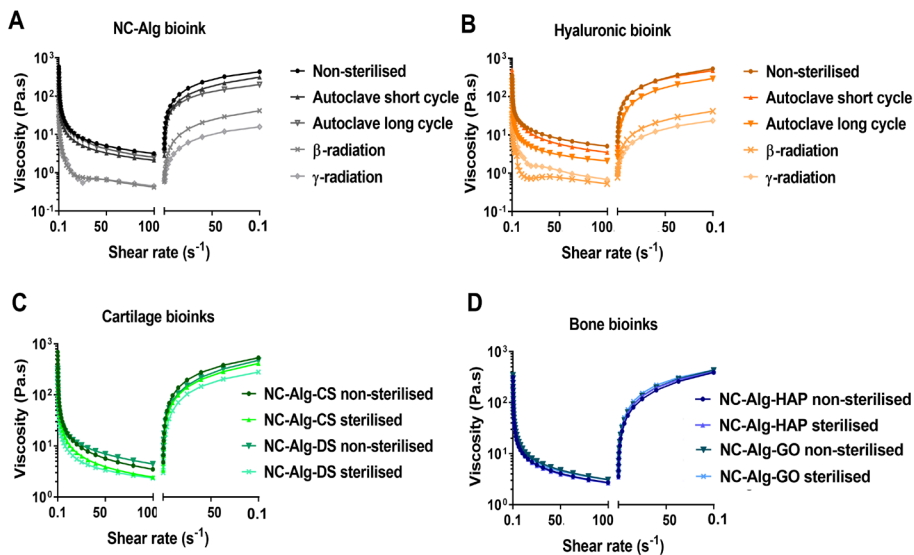 A
NC-Alg bioink
Viscosity (Pa.s)
10³
10²
10¹
10⁰
10⁻¹
0.1
50
100
50
0.1
Shear rate (s⁻¹)
Non-sterilised
Autoclave short cycle
Autoclave long cycle
β-radiation
γ-radiation
B
Hyaluronic bioink
Viscosity (Pa.s)
10³
10²
10¹
10⁰
10⁻¹
0.1
50
100
50
0.1
Shear rate (s⁻¹)
Non-sterilised
Autoclave short cycle
Autoclave long cycle
β-radiation
γ-radiation
C
Cartilage bioinks
Viscosity (Pa.s)
10³
10²
10¹
10⁰
0.1
50
100
50
0.1
Shear rate (s⁻¹)
NC-Alg-CS non-sterilised
NC-Alg-CS sterilised
NC-Alg-DS non-sterilised
NC-Alg-DS sterilised
D
Bone bioinks
Viscosity (Pa.s)
10³
10²
10¹
10⁰
0.1
50.
100
50
0.1
Shear rate (s⁻¹)
NC-Alg-HAP non-sterilised
NC-Alg-HAP sterilised
NC-Alg-GO non-sterilised
NC-Alg-GO sterilised